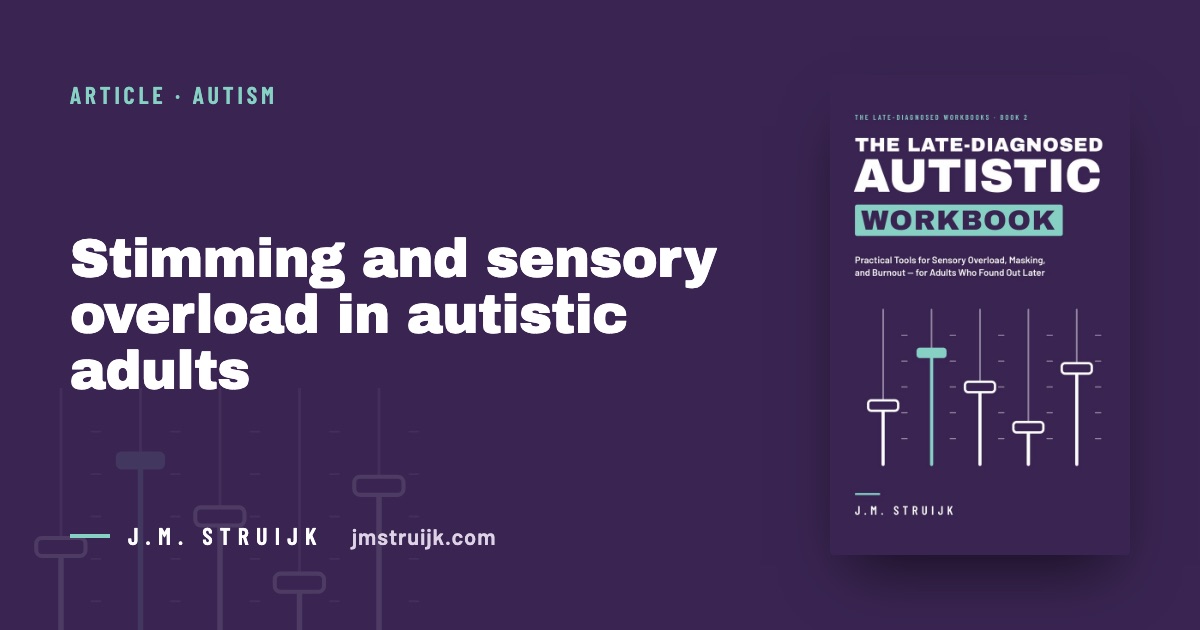 ARTICLE · AUTISM
Stimming and sensory
overload in autistic
adults
J.M. STRUIJK jmstruijk.com
THE LATE-DIAGNOSED WORKBOOKS · BOOK 2
THE LATE-DIAGNOSED
AUTISTIC
WORKBOOK
Practical Tools for Sensory Overload, Masking,
and Burnout — for Adults Who Found Out Later
J.M. STRUIJK